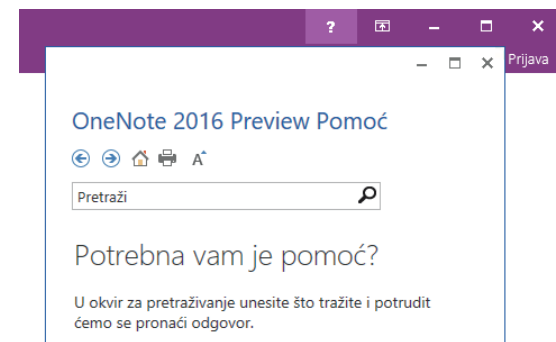 ?
Prijava
OneNote 2016 Preview Pomoć
A
Pretraži
Potrebna vam je pomoć?
U okvir za pretraživanje unesite što tražite i potrudit
ćemo se pronaći odgovor.